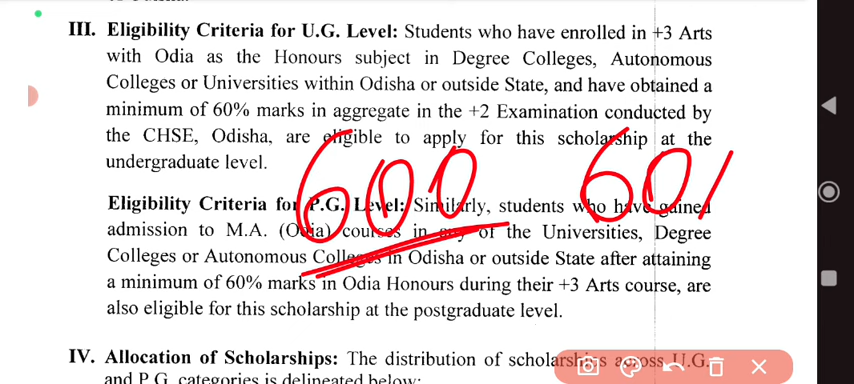 III. Eligibility Criteria for U.G. Level: Students who have enrolled in +3 Arts
with Odia as the Honours subject in Degree Colleges, Autonomous
Colleges or Universities within Odisha or outside State, and have obtained a
minimum of 60% marks in aggregate in the +2 Examination conducted by
the CHSE, Odisha, are eligible to apply for this scholarship at the
undergraduate level.
600 60
Eligibility Criteria for P.G. Level: Similarly, students who have gained
admission to M.A. (Odia) courses in any of the Universities, Degree
Colleges or Autonomous Colleges in Odisha or outside State after attaining
a minimum of 60% marks in Odia Honours during their +3 Arts course, are
also eligible for this scholarship at the postgraduate level.
IV. Allocation of Scholarships: The distribution of scholarships across U.G.
and P.G. categories is delineated below: